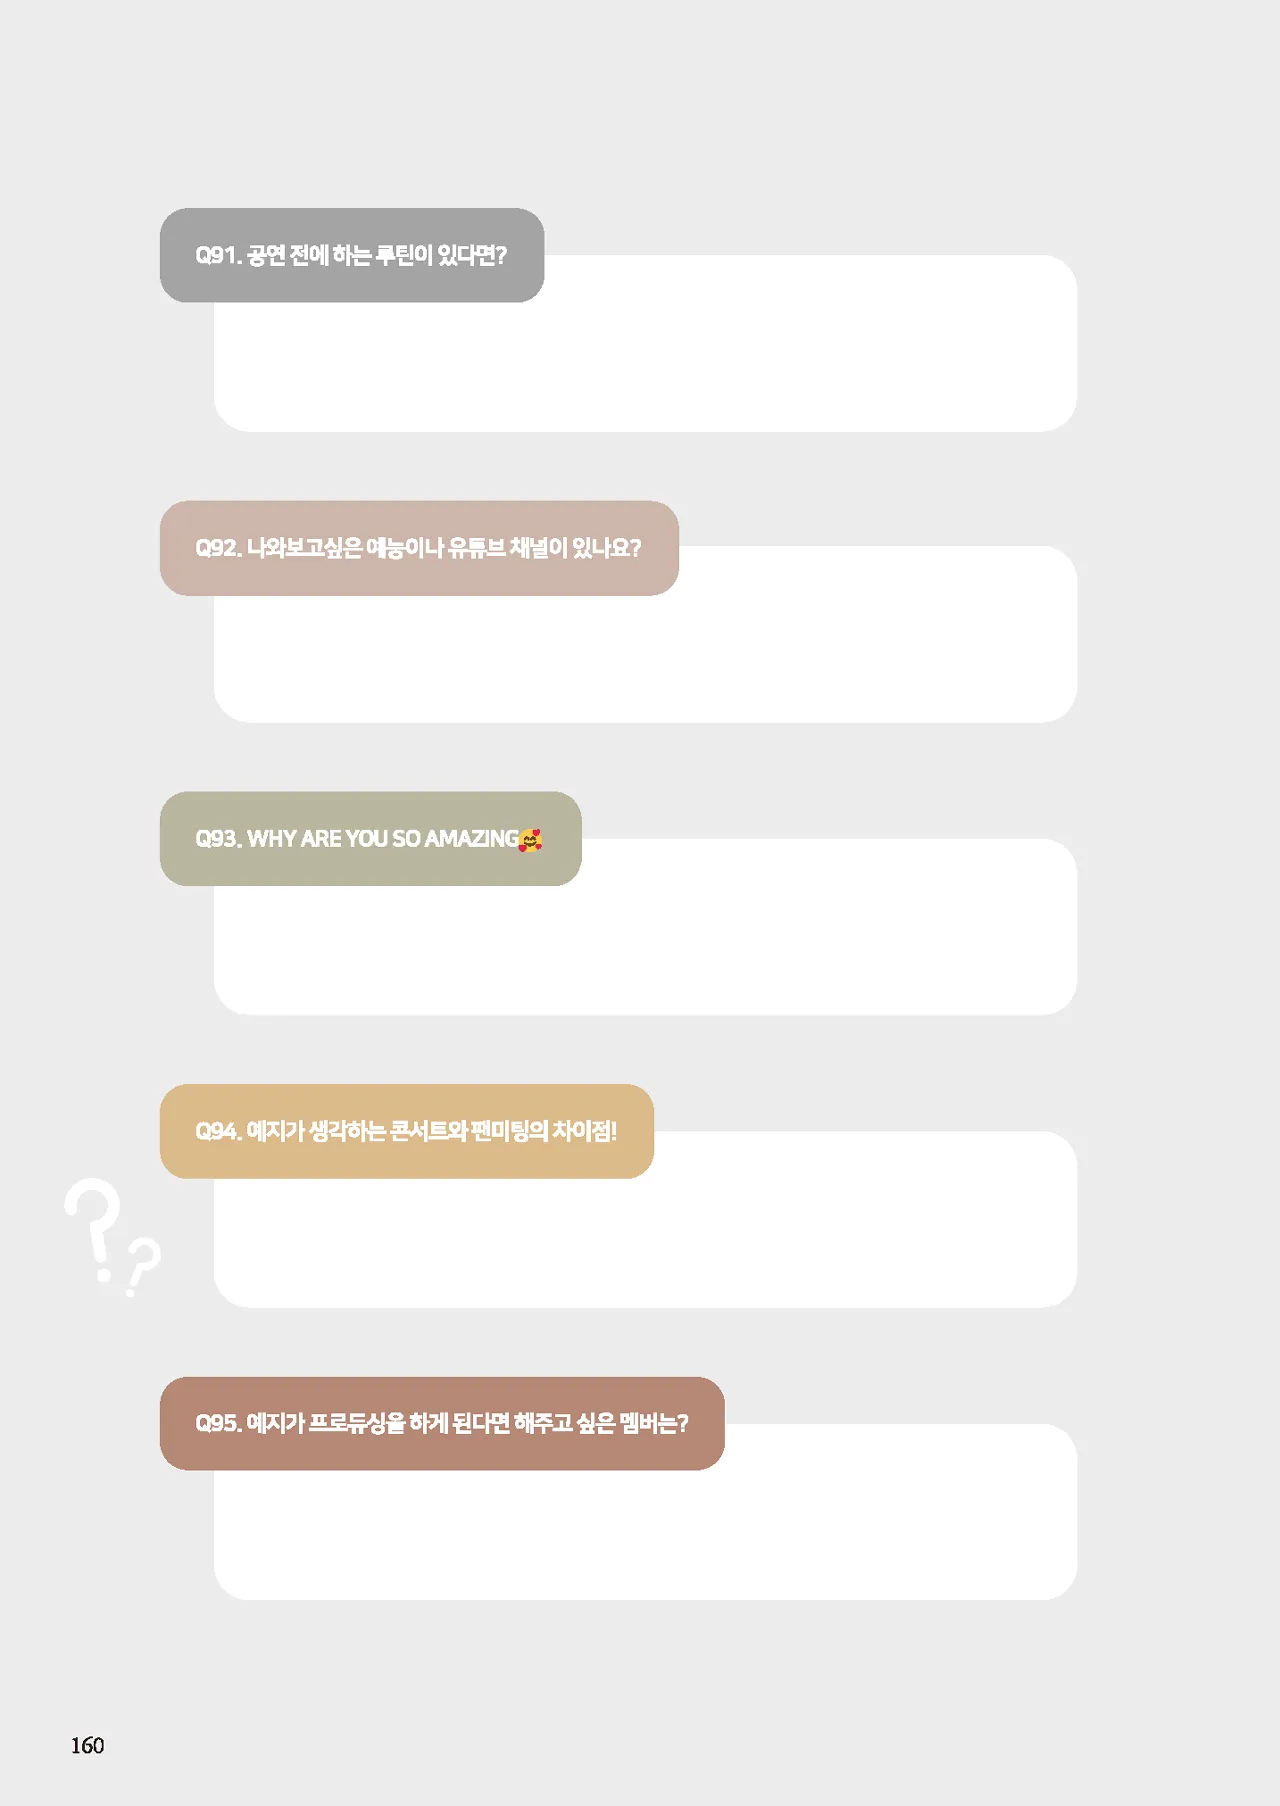 Q91. 공연 전에 하는 루틴이 있다면?
Q92. 나와보고싶은 예능이나 유튜브 채널이 있나요?
Q93. WHY ARE YOU SO AMAZING🥰
Q94. 예지가 생각하는 콘서트와 팬미팅의 차이점!
Q95. 예지가 프로듀싱을 하게 된다면 해주고 싶은 멤버는?
??
160